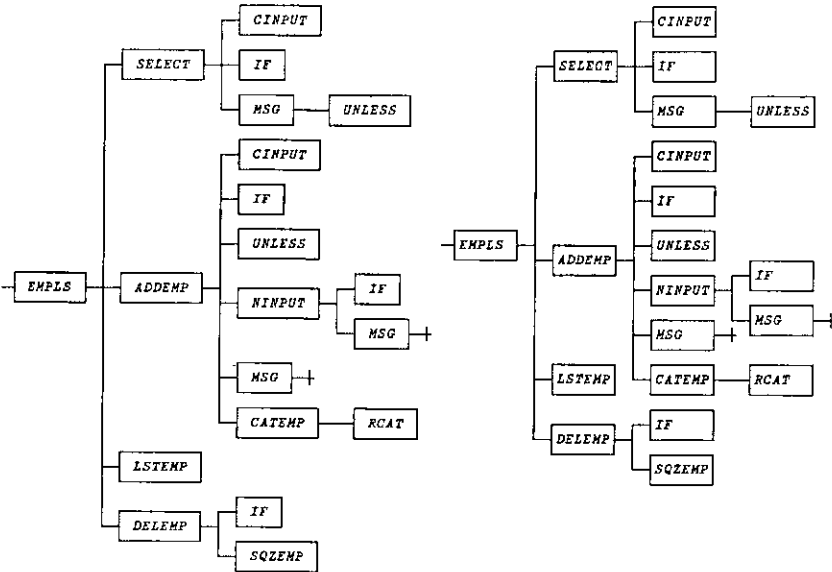 CINPUT
SELECT
IF
MSG
UNLESS
CINPUT
IF
UNLESS
EMPLS
ADDEMP
NINPUT
IF
MSG
MSG
CATEMP
RCAT
LSTEMP
DELEMP
IF
SQZEMP
CINPUT
SELECT
IF
MSG
UNLESS
CINPUT
IF
EMPLS
UNLESS
ADDEMP
NINPUT
IF
MSG
MSG
LSTEMP
CATEMP
RCAT
DELEMP
IF
SQZEMP